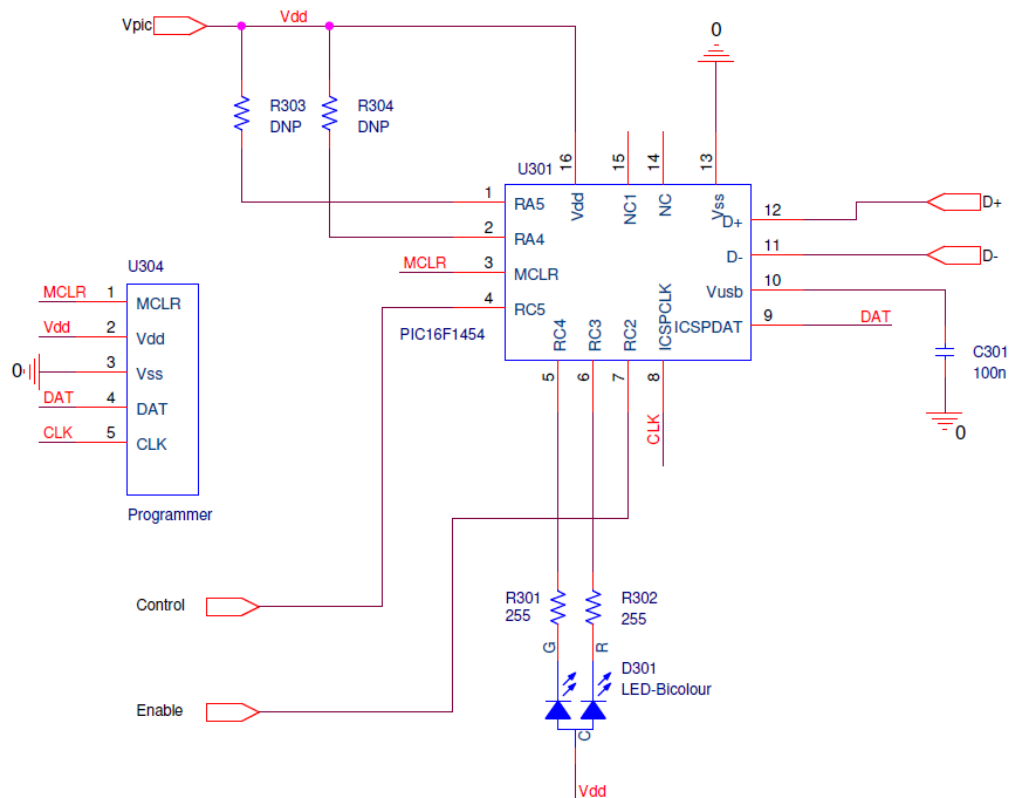 Vpic
Vdd
0
R303
DNP
R304
DNP
U301
16
15
14
13
Vdd
NC1
NC
Vss
1
RA5
2
RA4
MCLR
3
MCLR
4
RC5
PIC16F1454
12
D+
D+
11
D-
D-
10
Vusb
9
ICSPDAT
DAT
RC4
RC3
RC2
ICSPCLK
5
6
7
8
CLK
C301
100n
0
U304
MCLR
1
MCLR
Vdd
2
Vdd
0
3
Vss
DAT
4
DAT
CLK
5
CLK
Programmer
Control
Enable
R301
255
R302
255
G
R
D301
LED-Bicolour
C
Vdd